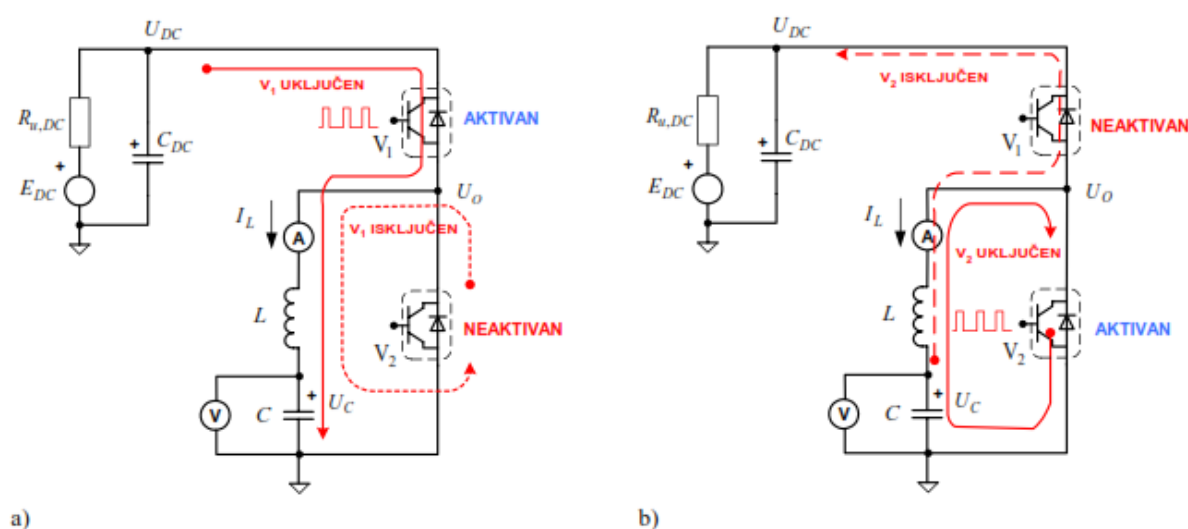 U_DC
V₁ UKLJUČEN
R_u,DC
+
C_DC
V₁
AKTIVAN
+
E_DC
U_O
I_L
A
V₁ ISKLJUČEN
L
V₂
NEAKTIVAN
+
V
C
U_C
a)
U_DC
V₂ ISKLJUČEN
R_u,DC
+
C_DC
V₁
NEAKTIVAN
+
E_DC
U_O
I_L
A
V₂ UKLJUČEN
L
V₂
AKTIVAN
+
V
C
U_C
b)